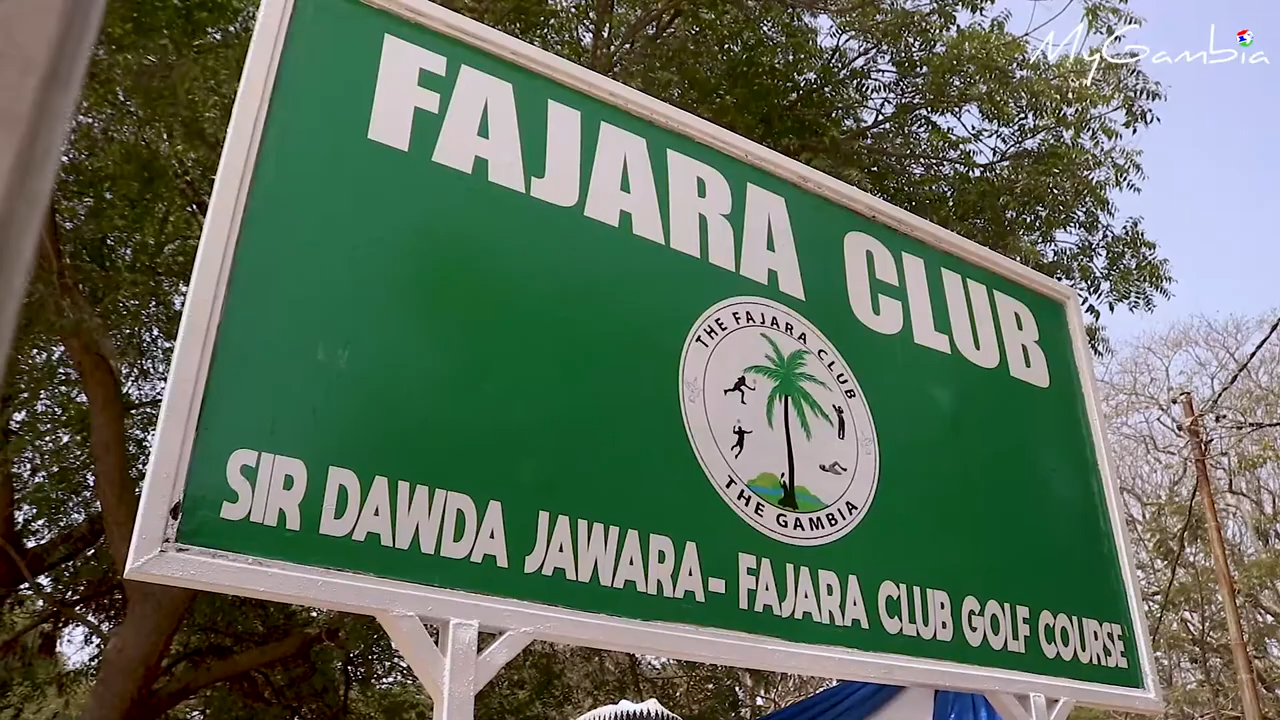 MyGambia
FAJARA CLUB
THE FAJARA CLUB
THE GAMBIA
SIR DAWDA JAWARA- FAJARA CLUB GOLF COURSE